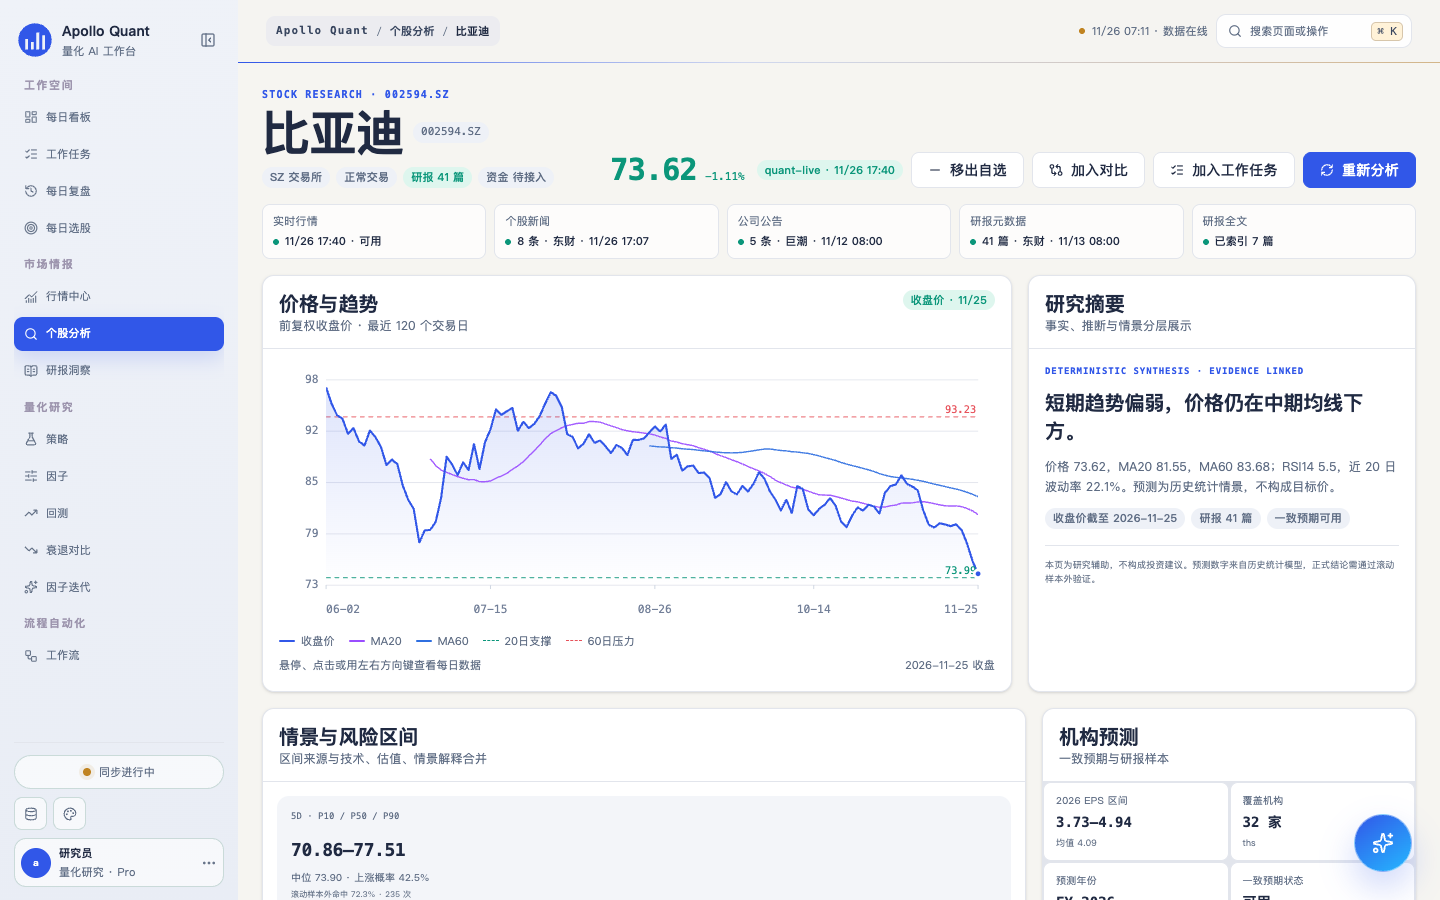 Apollo Quant
量化 AI 工作台
工作空间
每日看板
工作任务
每日复盘
每日选股
市场情报
行情中心
个股分析
研报洞察
量化研究
策略
因子
回测
衰退对比
因子迭代
流程自动化
工作流
同步进行中
a
研究员
量化研究 · Pro
Apollo Quant / 个股分析 / 比亚迪
11/26 07:11 · 数据在线
搜索页面或操作
⌘ K
STOCK RESEARCH · 002594.SZ
比亚迪
002594.SZ
SZ 交易所
正常交易
研报 41 篇
资金 待接入
73.62
-1.11%
quant-live · 11/26 17:40
移出自选
加入对比
加入工作任务
重新分析
实时行情
11/26 17:40 · 可用
个股新闻
8 条 · 东财 · 11/26 17:07
公司公告
5 条 · 巨潮 · 11/12 08:00
研报元数据
41 篇 · 东财 · 11/13 08:00
研报全文
已索引 7 篇
价格与趋势
前复权收盘价 · 最近 120 个交易日
收盘价 · 11/25
98
92
85
79
73
93.23
73.99
06-02
07-15
08-26
10-14
11-25
收盘价
MA20
MA60
20日支撑
60日压力
悬停、点击或用左右方向键查看每日数据
2026-11-25 收盘
研究摘要
事实、推断与情景分层展示
DETERMINISTIC SYNTHESIS · EVIDENCE LINKED
短期趋势偏弱，价格仍在中期均线下
方。
价格 73.62，MA20 81.55，MA60 83.68；RSI14 5.5，近 20 日
波动率 22.1%。预测为历史统计情景，不构成目标价。
收盘价截至 2026-11-25
研报 41 篇
一致预期可用
本页为研究辅助，不构成投资建议。预测数字来自历史统计模型，正式结论需通过滚动
样本外验证。
情景与风险区间
区间来源与技术、估值、情景解释合并
5D · P10 / P50 / P90
70.86—77.51
中位 73.90 · 上涨概率 42.5%
滚动样本外命中 72.3% · 235 次
机构预测
一致预期与研报样本
2026 EPS 区间
3.73—4.94
均值 4.09
覆盖机构
32 家
ths
预测年份
FY 2026
一致预期状态
可用